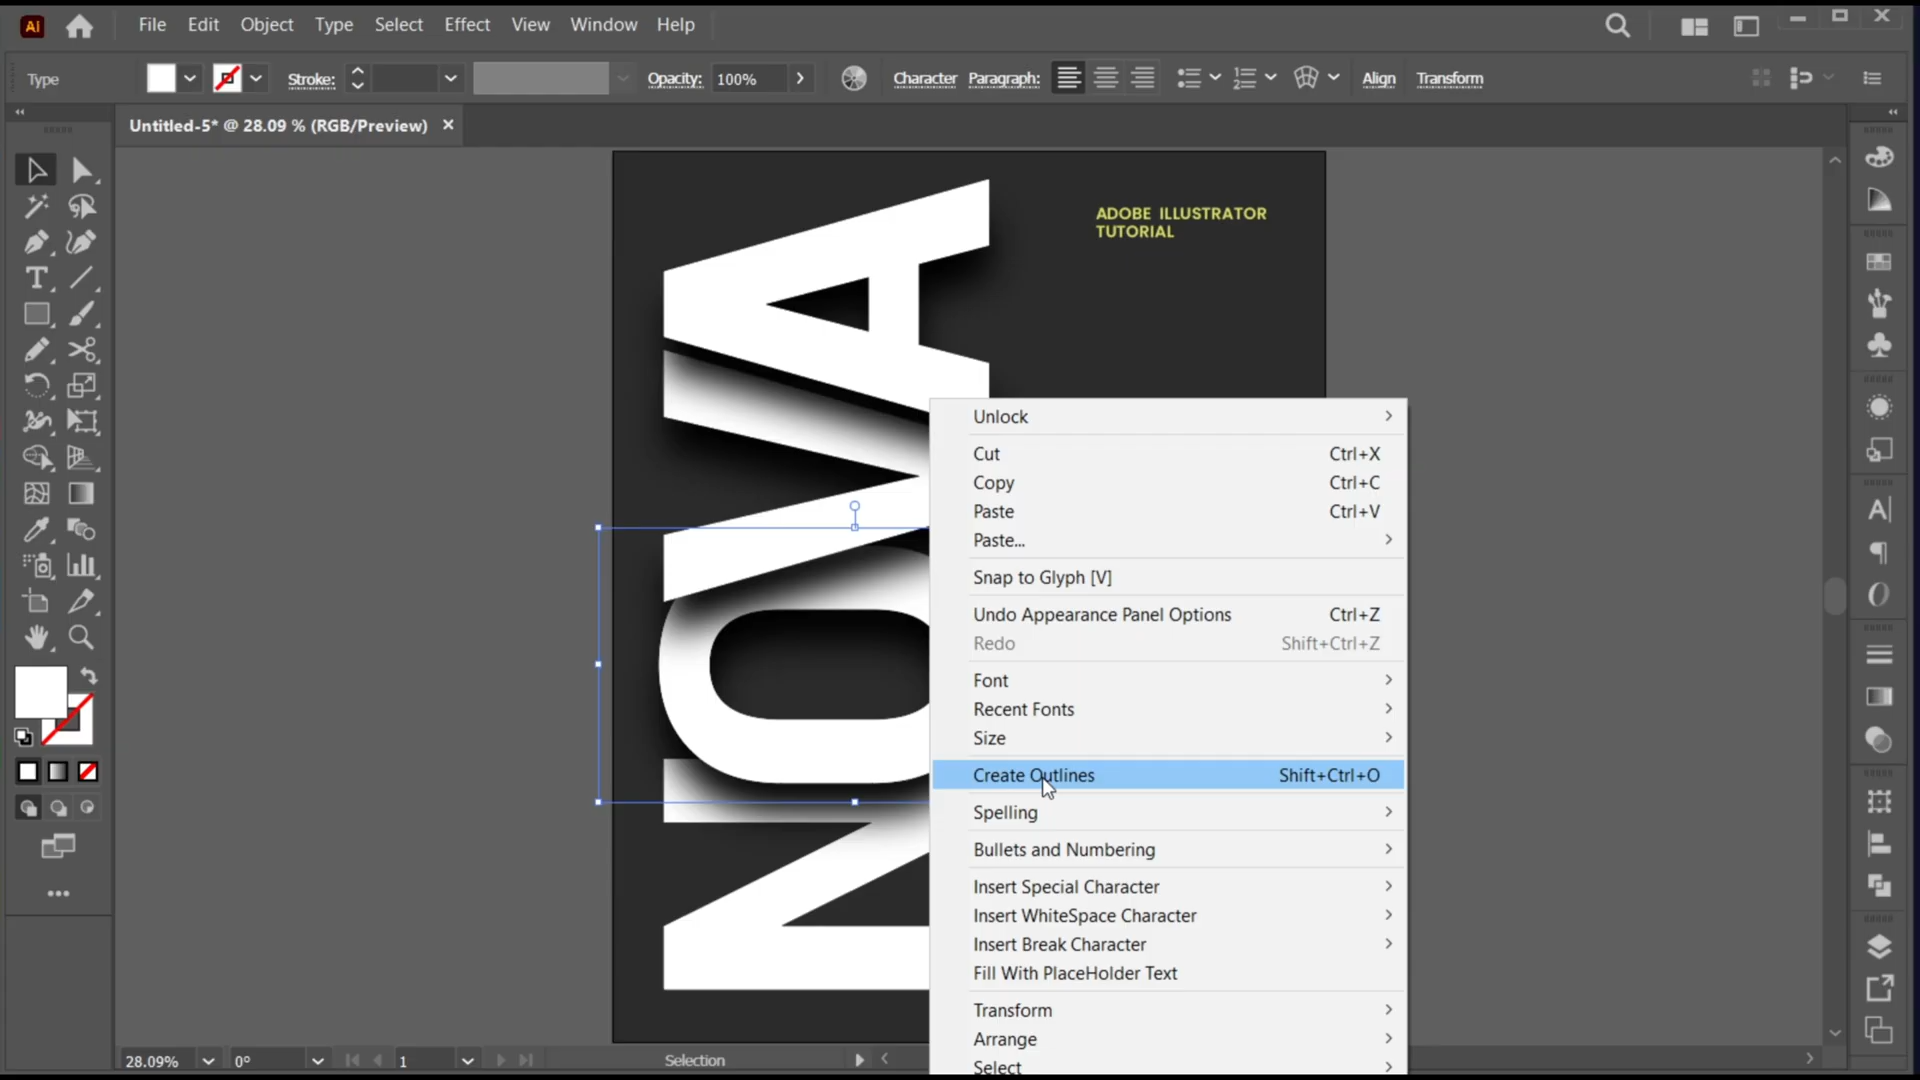 Ai
File
Edit
Object
Type
Select
Effect
View
Window
Help
Type
Stroke:
Opacity:
100%
Character
Paragraph:
Align
Transform
Untitled-5* @ 28.09 % (RGB/Preview)
ADOBE ILLUSTRATOR
TUTORIAL
NOVA
Unlock
Cut Ctrl+X
Copy Ctrl+C
Paste Ctrl+V
Paste...
Snap to Glyph [V]
Undo Appearance Panel Options Ctrl+Z
Redo Shift+Ctrl+Z
Font
Recent Fonts
Size
Create Outlines Shift+Ctrl+O
Spelling
Bullets and Numbering
Insert Special Character
Insert WhiteSpace Character
Insert Break Character
Fill With PlaceHolder Text
Transform
Arrange
Select
28.09%
0°
1
Selection